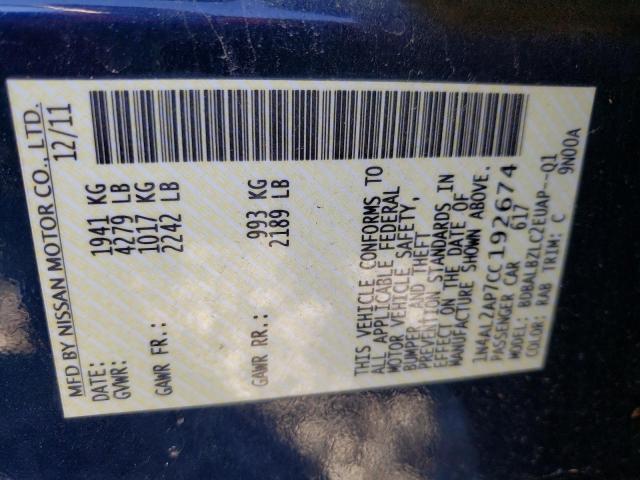 MFD BY NISSAN MOTOR CO., LTD.
DATE: 12/11
GVWR: 1941 KG
4279 LB
GAWR FR.: 1017 KG
2242 LB
GAWR RR.: 993 KG
2189 LB
THIS VEHICLE CONFORMS TO
ALL APPLICABLE FEDERAL
MOTOR VEHICLE SAFETY,
BUMPER, AND THEFT
PREVENTION STANDARDS IN
EFFECT ON THE DATE OF
MANUFACTURE SHOWN ABOVE.
1N4AL2AP7CC192674
PASSENGER CAR 617
MODEL: BDBALBZLC2EUAP--Q1
COLOR: BAB TRIM: C 9N00A